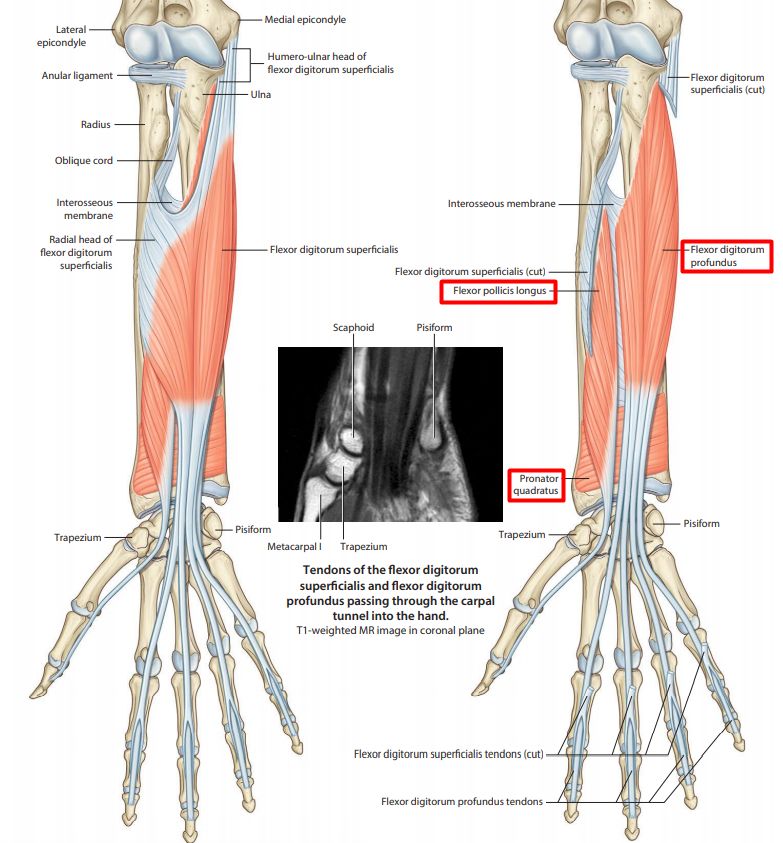 Lateral
epicondyle
Medial epicondyle
Humero-ulnar head of
flexor digitorum superficialis
Anular ligament
Ulna
Radius
Oblique cord
Interosseous
membrane
Radial head of
flexor digitorum
superficialis
Flexor digitorum superficialis
Trapezium
Pisiform
Scaphoid
Pisiform
Metacarpal I
Trapezium
Tendons of the flexor digitorum
superficialis and flexor digitorum
profundus passing through the carpal
tunnel into the hand.
T1-weighted MR image in coronal plane
Flexor digitorum
superficialis (cut)
Interosseous membrane
Flexor digitorum
profundus
Flexor digitorum superficialis (cut)
Flexor pollicis longus
Pronator
quadratus
Trapezium
Pisiform
Flexor digitorum superficialis tendons (cut)
Flexor digitorum profundus tendons